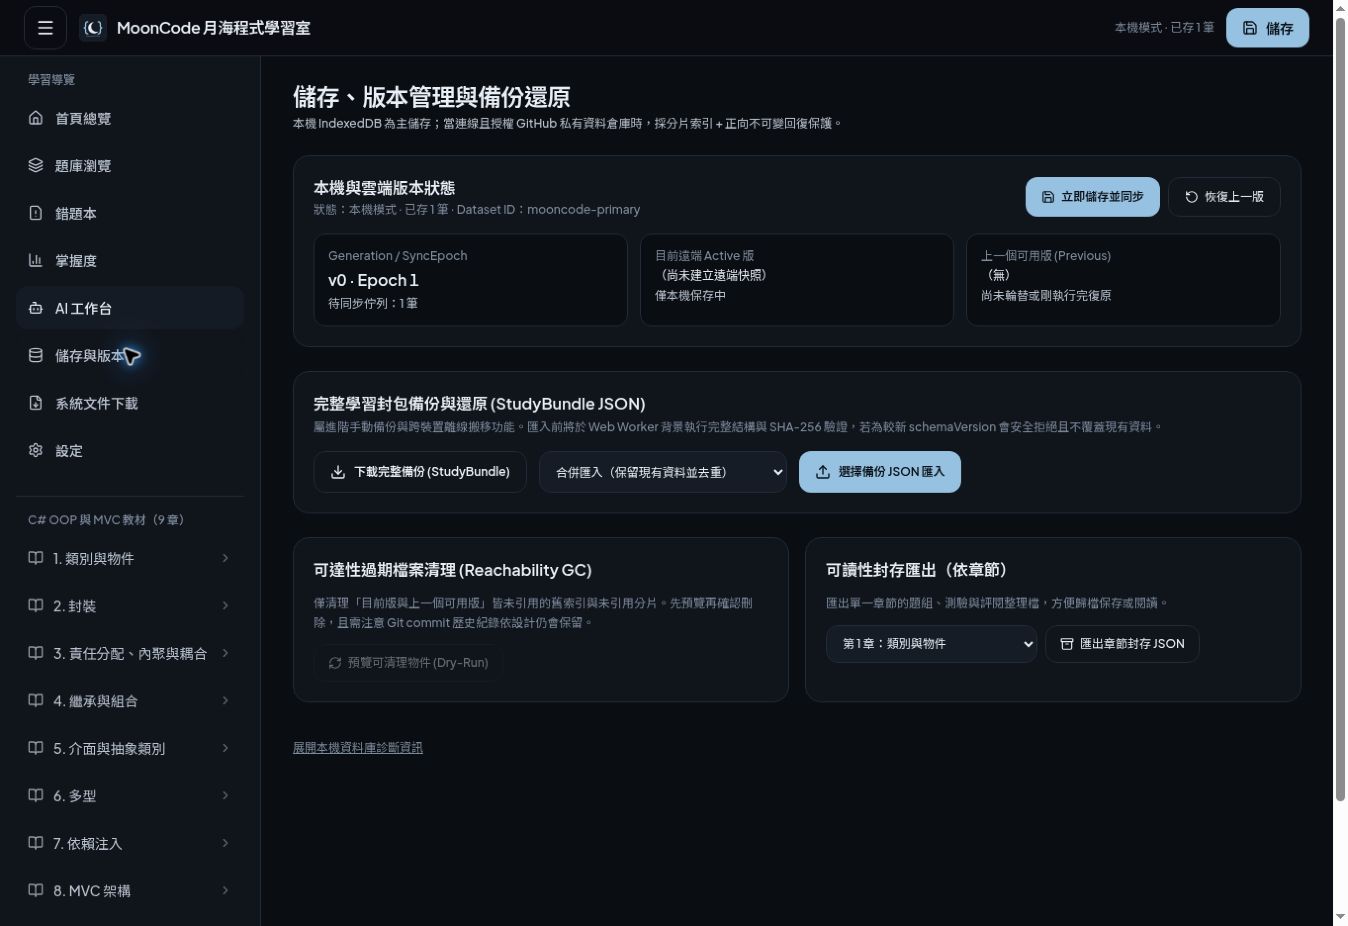 MoonCode 月海程式學習室
本機模式 · 已存 1 筆
儲存
學習導覽
首頁總覽
題庫瀏覽
錯題本
掌握度
AI 工作台
儲存與版本
系統文件下載
設定
C# OOP 與 MVC 教材（9 章）
1. 類別與物件
2. 封裝
3. 責任分配、內聚與耦合
4. 繼承與組合
5. 介面與抽象類別
6. 多型
7. 依賴注入
8. MVC 架構
儲存、版本管理與備份還原
本機 IndexedDB 為主儲存；當連線且授權 GitHub 私有資料倉庫時，採分片索引 + 正向不可變回復保護。
本機與雲端版本狀態
狀態：本機模式 · 已存 1 筆 · Dataset ID：mooncode-primary
立即儲存並同步
恢復上一版
Generation / SyncEpoch
v0 · Epoch 1
待同步佇列：1 筆
目前遠端 Active 版
（尚未建立遠端快照）
僅本機保存中
上一個可用版 (Previous)
（無）
尚未輪替或剛執行完復原
完整學習封包備份與還原 (StudyBundle JSON)
屬進階手動備份與跨裝置離線搬移功能。匯入前將於 Web Worker 背景執行完整結構與 SHA-256 驗證，若為較新 schemaVersion 會安全拒絕且不覆蓋現有資料。
下載完整備份 (StudyBundle)
合併匯入（保留現有資料並去重）
選擇備份 JSON 匯入
可達性過期檔案清理 (Reachability GC)
僅清理「目前版與上一個可用版」皆未引用的舊索引與未引用分片。先預覽再確認刪
除，且需注意 Git commit 歷史紀錄依設計仍會保留。
預覽可清理物件 (Dry-Run)
可讀性封存匯出（依章節）
匯出單一章節的題組、測驗與評閱整理檔，方便歸檔保存或閱讀。
第 1 章：類別與物件
匯出章節封存 JSON
展開本機資料庫診斷資訊